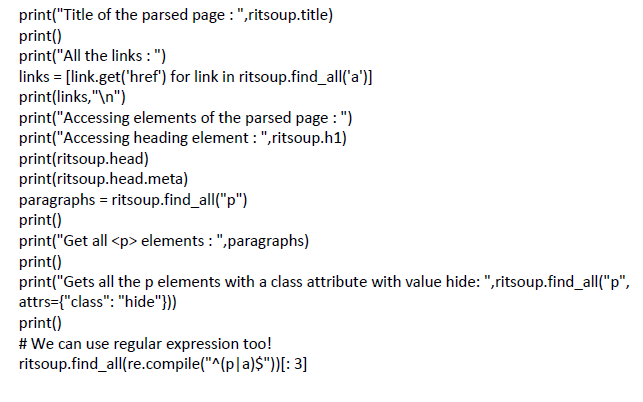 print("Title of the parsed page : ",ritsoup.title)
print()
print("All the links : ")
links = [link.get('href') for link in ritsoup.find_all('a')]
print(links,"\n")
print("Accessing elements of the parsed page : ")
print("Accessing heading element : ",ritsoup.h1)
print(ritsoup.head)
print(ritsoup.head.meta)
paragraphs = ritsoup.find_all("p")
print()
print("Get all <p> elements : ",paragraphs)
print()
print("Gets all the p elements with a class attribute with value hide: ",ritsoup.find_all("p",
attrs={"class": "hide"}))
print()
# We can use regular expression too!
ritsoup.find_all(re.compile("^(p|a)$"))[: 3]